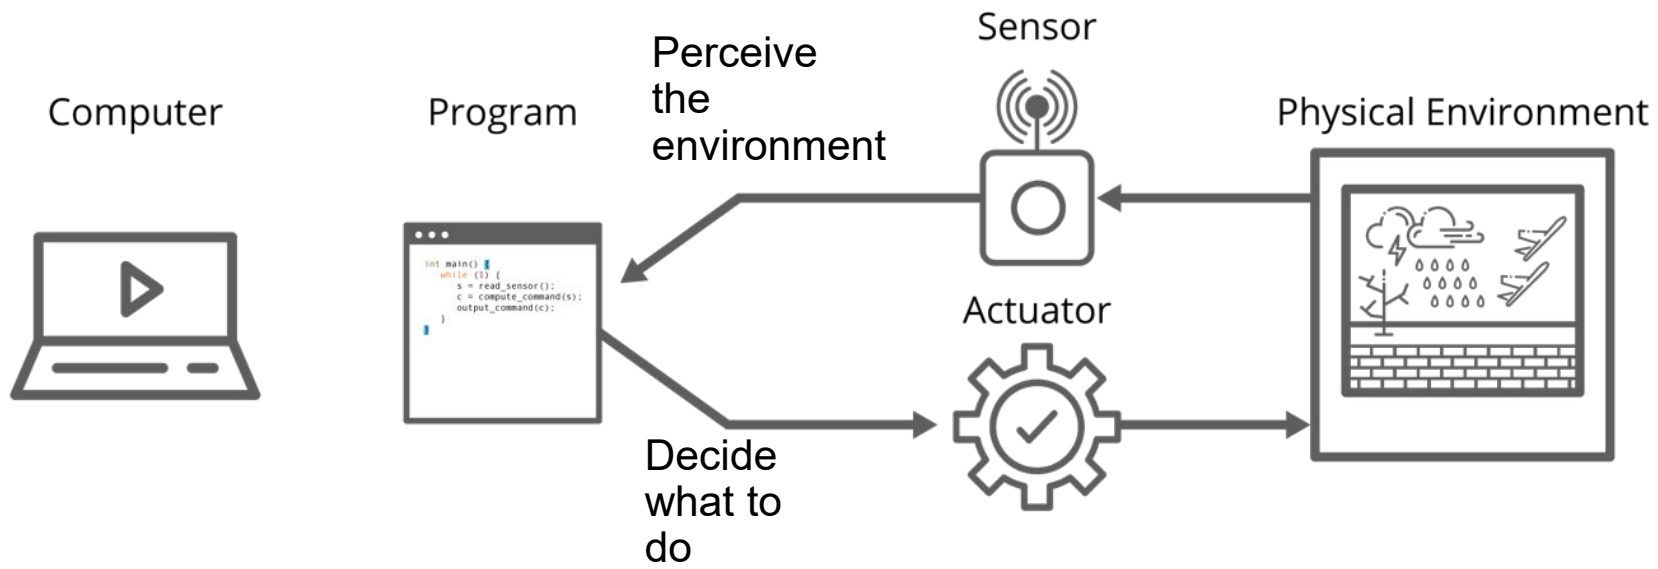 Computer
Program
Perceive
the
environment
Sensor
Physical Environment
int main() {
while (1) {
s = read_sensor();
c = compute_command(s);
output_command(c);
}
}
Actuator
Decide
what to
do